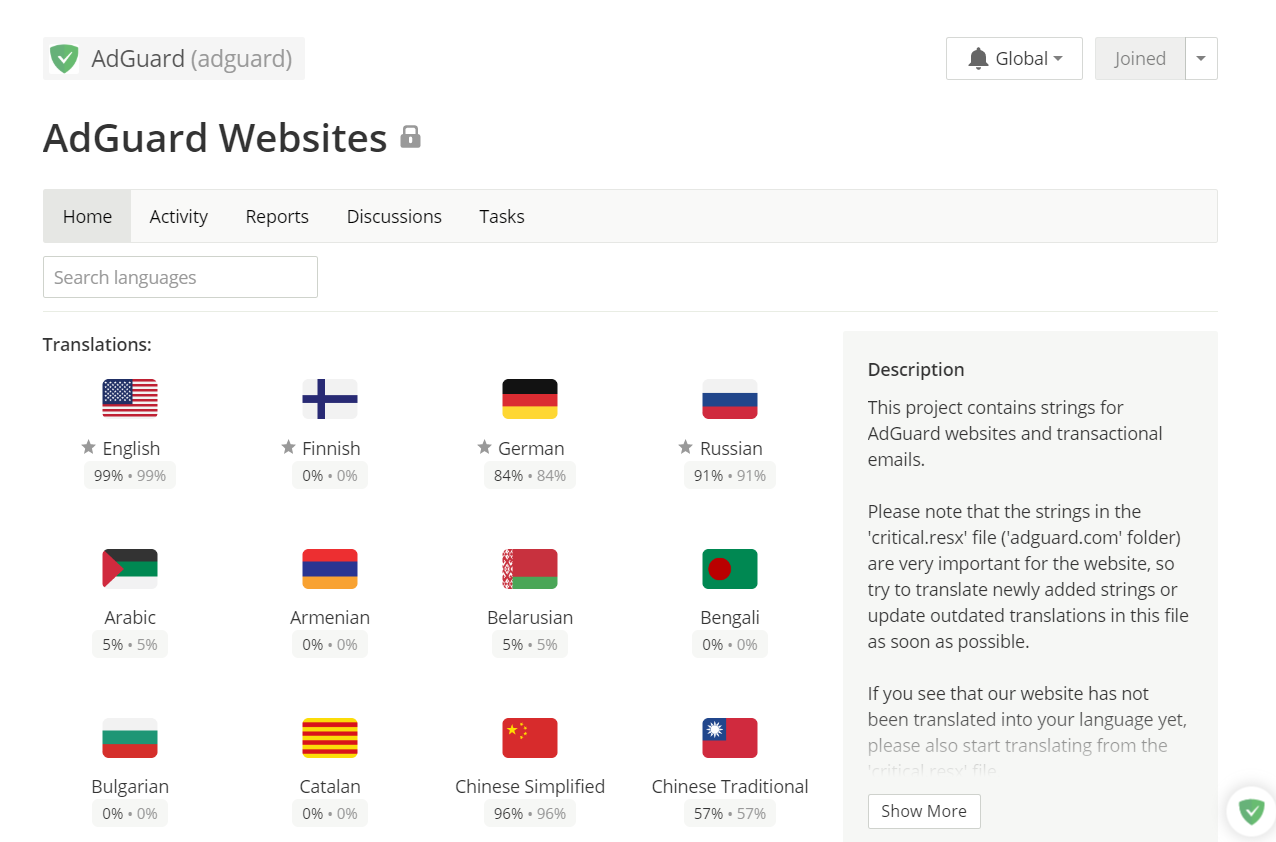 AdGuard (adguard)
Global
Joined
AdGuard Websites
Home
Activity
Reports
Discussions
Tasks
Search languages
Translations:
English
99% • 99%
Finnish
0% • 0%
German
84% • 84%
Russian
91% • 91%
Arabic
5% • 5%
Armenian
0% • 0%
Belarusian
5% • 5%
Bengali
0% • 0%
Bulgarian
0% • 0%
Catalan
0% • 0%
Chinese Simplified
96% • 96%
Chinese Traditional
57% • 57%
Description
This project contains strings for
AdGuard websites and transactional
emails.
Please note that the strings in the
'critical.resx' file ('adguard.com' folder)
are very important for the website, so
try to translate newly added strings or
update outdated translations in this file
as soon as possible.
If you see that our website has not
been translated into your language yet,
please also start translating from the
'critical.resx' file
Show More